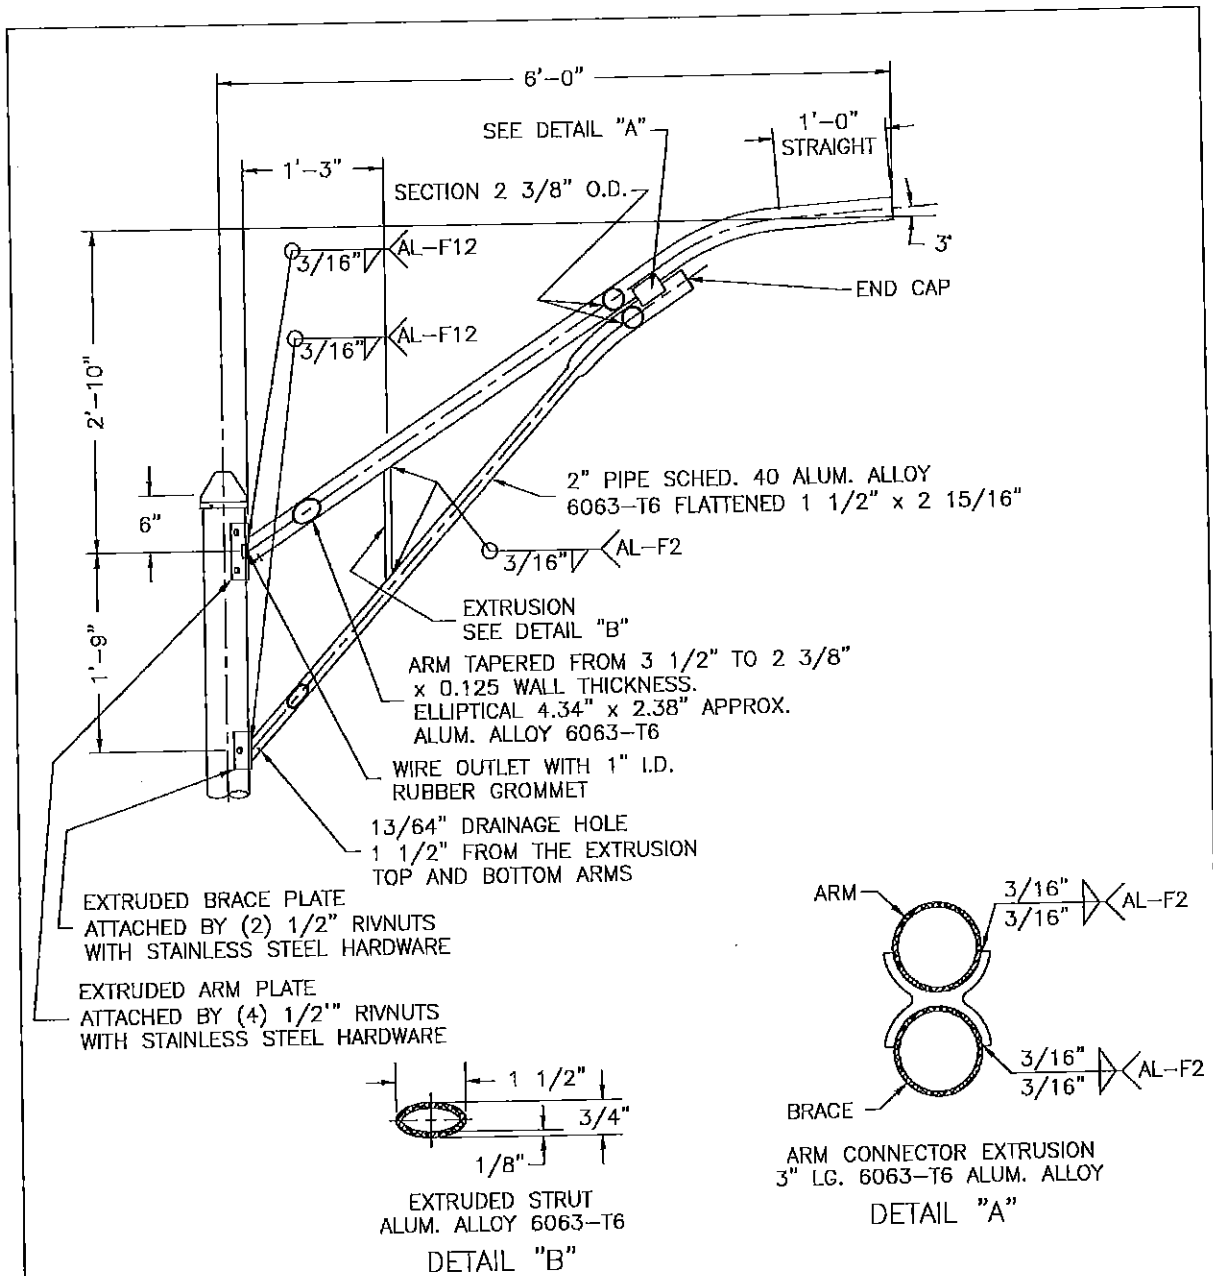 6'-0"
SEE DETAIL "A"
1'-0"
STRAIGHT
1'-3"
SECTION 2 3/8" O.D.
3/16" AL-F12
3°
END CAP
3/16" AL-F12
2'-10"
2" PIPE SCHED. 40 ALUM. ALLOY
6063-T6 FLATTENED 1 1/2" x 2 15/16"
6"
3/16" AL-F2
EXTRUSION
SEE DETAIL "B"
1'-9"
ARM TAPERED FROM 3 1/2" TO 2 3/8"
x 0.125 WALL THICKNESS.
ELLIPTICAL 4.34" x 2.38" APPROX.
ALUM. ALLOY 6063-T6
WIRE OUTLET WITH 1" I.D.
RUBBER GROMMET
13/64" DRAINAGE HOLE
1 1/2" FROM THE EXTRUSION
TOP AND BOTTOM ARMS
EXTRUDED BRACE PLATE
ATTACHED BY (2) 1/2" RIVNUTS
WITH STAINLESS STEEL HARDWARE
EXTRUDED ARM PLATE
ATTACHED BY (4) 1/2'" RIVNUTS
WITH STAINLESS STEEL HARDWARE
1 1/2"
3/4"
1/8"
EXTRUDED STRUT
ALUM. ALLOY 6063-T6
DETAIL "B"
ARM
3/16"
3/16" AL-F2
3/16"
3/16" AL-F2
BRACE
ARM CONNECTOR EXTRUSION
3" LG. 6063-T6 ALUM. ALLOY
DETAIL "A"